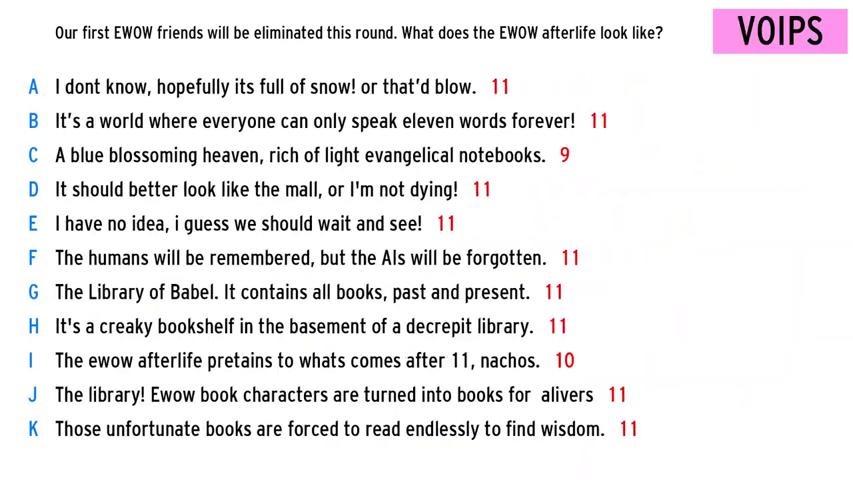 Our first EWOW friends will be eliminated this round. What does the EWOW afterlife look like?
VOIPS
A I dont know, hopefully its full of snow! or that'd blow. 11
B It's a world where everyone can only speak eleven words forever! 11
C A blue blossoming heaven, rich of light evangelical notebooks. 9
D It should better look like the mall, or I'm not dying! 11
E I have no idea, i guess we should wait and see! 11
F The humans will be remembered, but the AIs will be forgotten. 11
G The Library of Babel. It contains all books, past and present. 11
H It's a creaky bookshelf in the basement of a decrepit library. 11
I The ewow afterlife pretains to whats comes after 11, nachos. 10
J The library! Ewow book characters are turned into books for  alivers 11
K Those unfortunate books are forced to read endlessly to find wisdom. 11